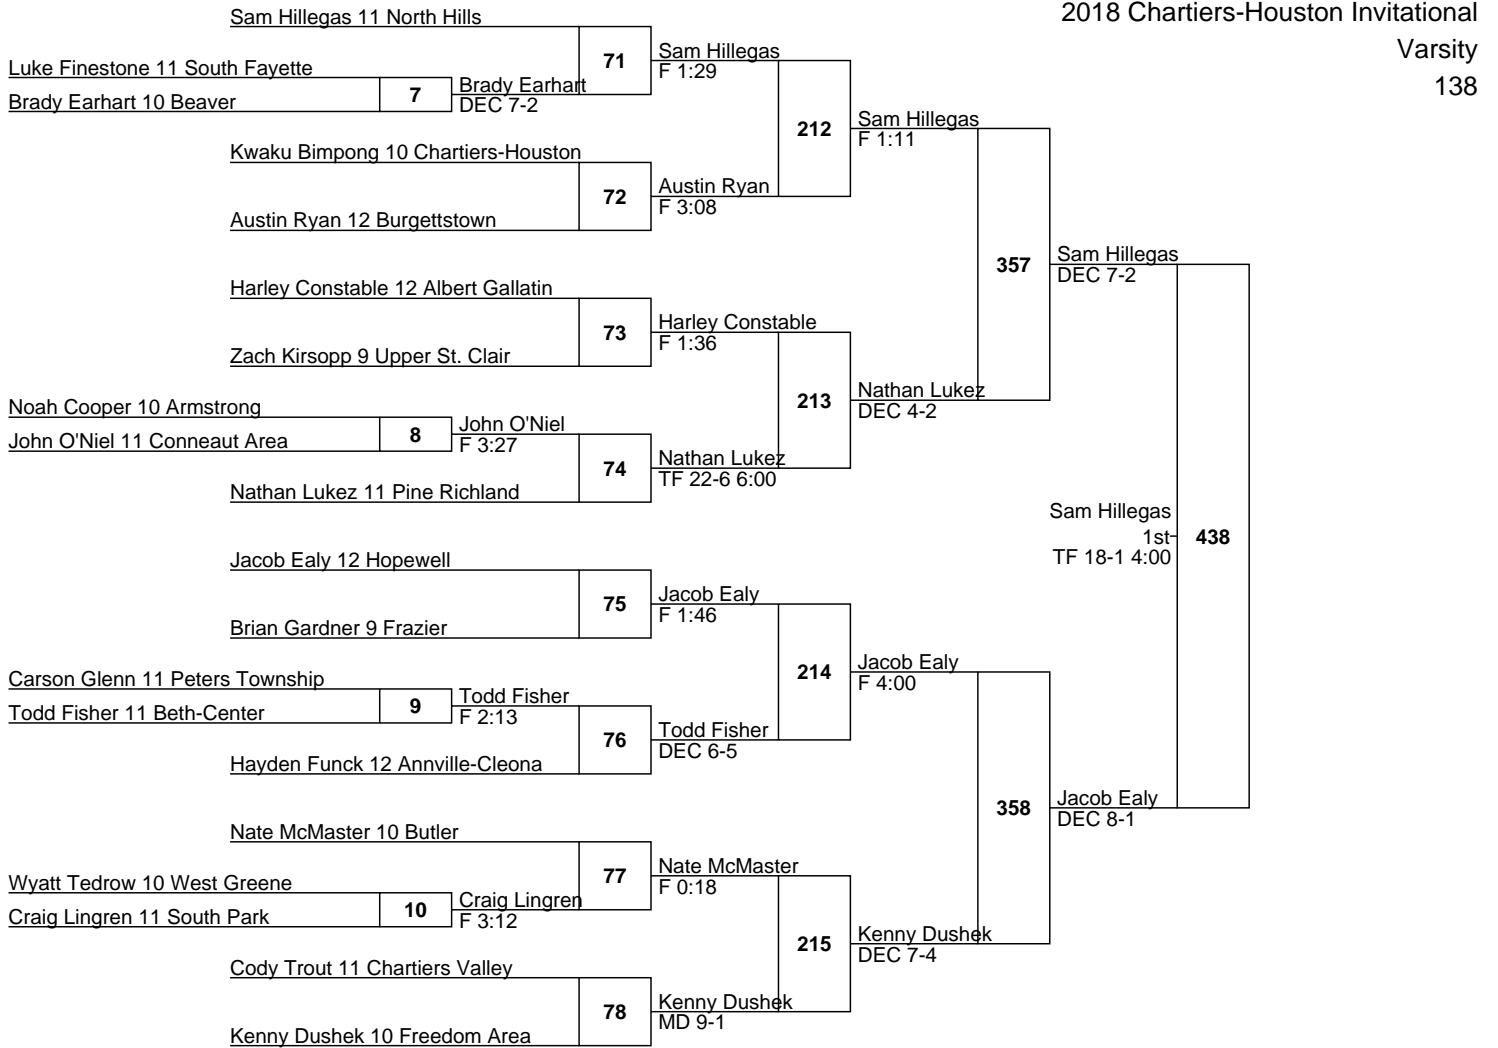 2018 Chartiers-Houston Invitational
Varsity
138
Sam Hillegas 11 North Hills
71
Sam Hillegas
F 1:29
Luke Finestone 11 South Fayette
7
Brady Earhart
DEC 7-2
Brady Earhart 10 Beaver
212
Sam Hillegas
F 1:11
Kwaku Bimpong 10 Chartiers-Houston
72
Austin Ryan
F 3:08
Austin Ryan 12 Burgettstown
357
Sam Hillegas
DEC 7-2
Harley Constable 12 Albert Gallatin
73
Harley Constable
F 1:36
Zach Kirsopp 9 Upper St. Clair
213
Nathan Lukez
DEC 4-2
Noah Cooper 10 Armstrong
8
John O'Niel
F 3:27
John O'Niel 11 Conneaut Area
74
Nathan Lukez
TF 22-6 6:00
Nathan Lukez 11 Pine Richland
Sam Hillegas
1st
TF 18-1 4:00
438
Jacob Ealy 12 Hopewell
75
Jacob Ealy
F 1:46
Brian Gardner 9 Frazier
214
Jacob Ealy
F 4:00
Carson Glenn 11 Peters Township
9
Todd Fisher
F 2:13
Todd Fisher 11 Beth-Center
76
Todd Fisher
DEC 6-5
Hayden Funck 12 Annville-Cleona
358
Jacob Ealy
DEC 8-1
Nate McMaster 10 Butler
77
Nate McMaster
F 0:18
Wyatt Tedrow 10 West Greene
10
Craig Lingren
F 3:12
Craig Lingren 11 South Park
215
Kenny Dushek
DEC 7-4
Cody Trout 11 Chartiers Valley
78
Kenny Dushek
MD 9-1
Kenny Dushek 10 Freedom Area